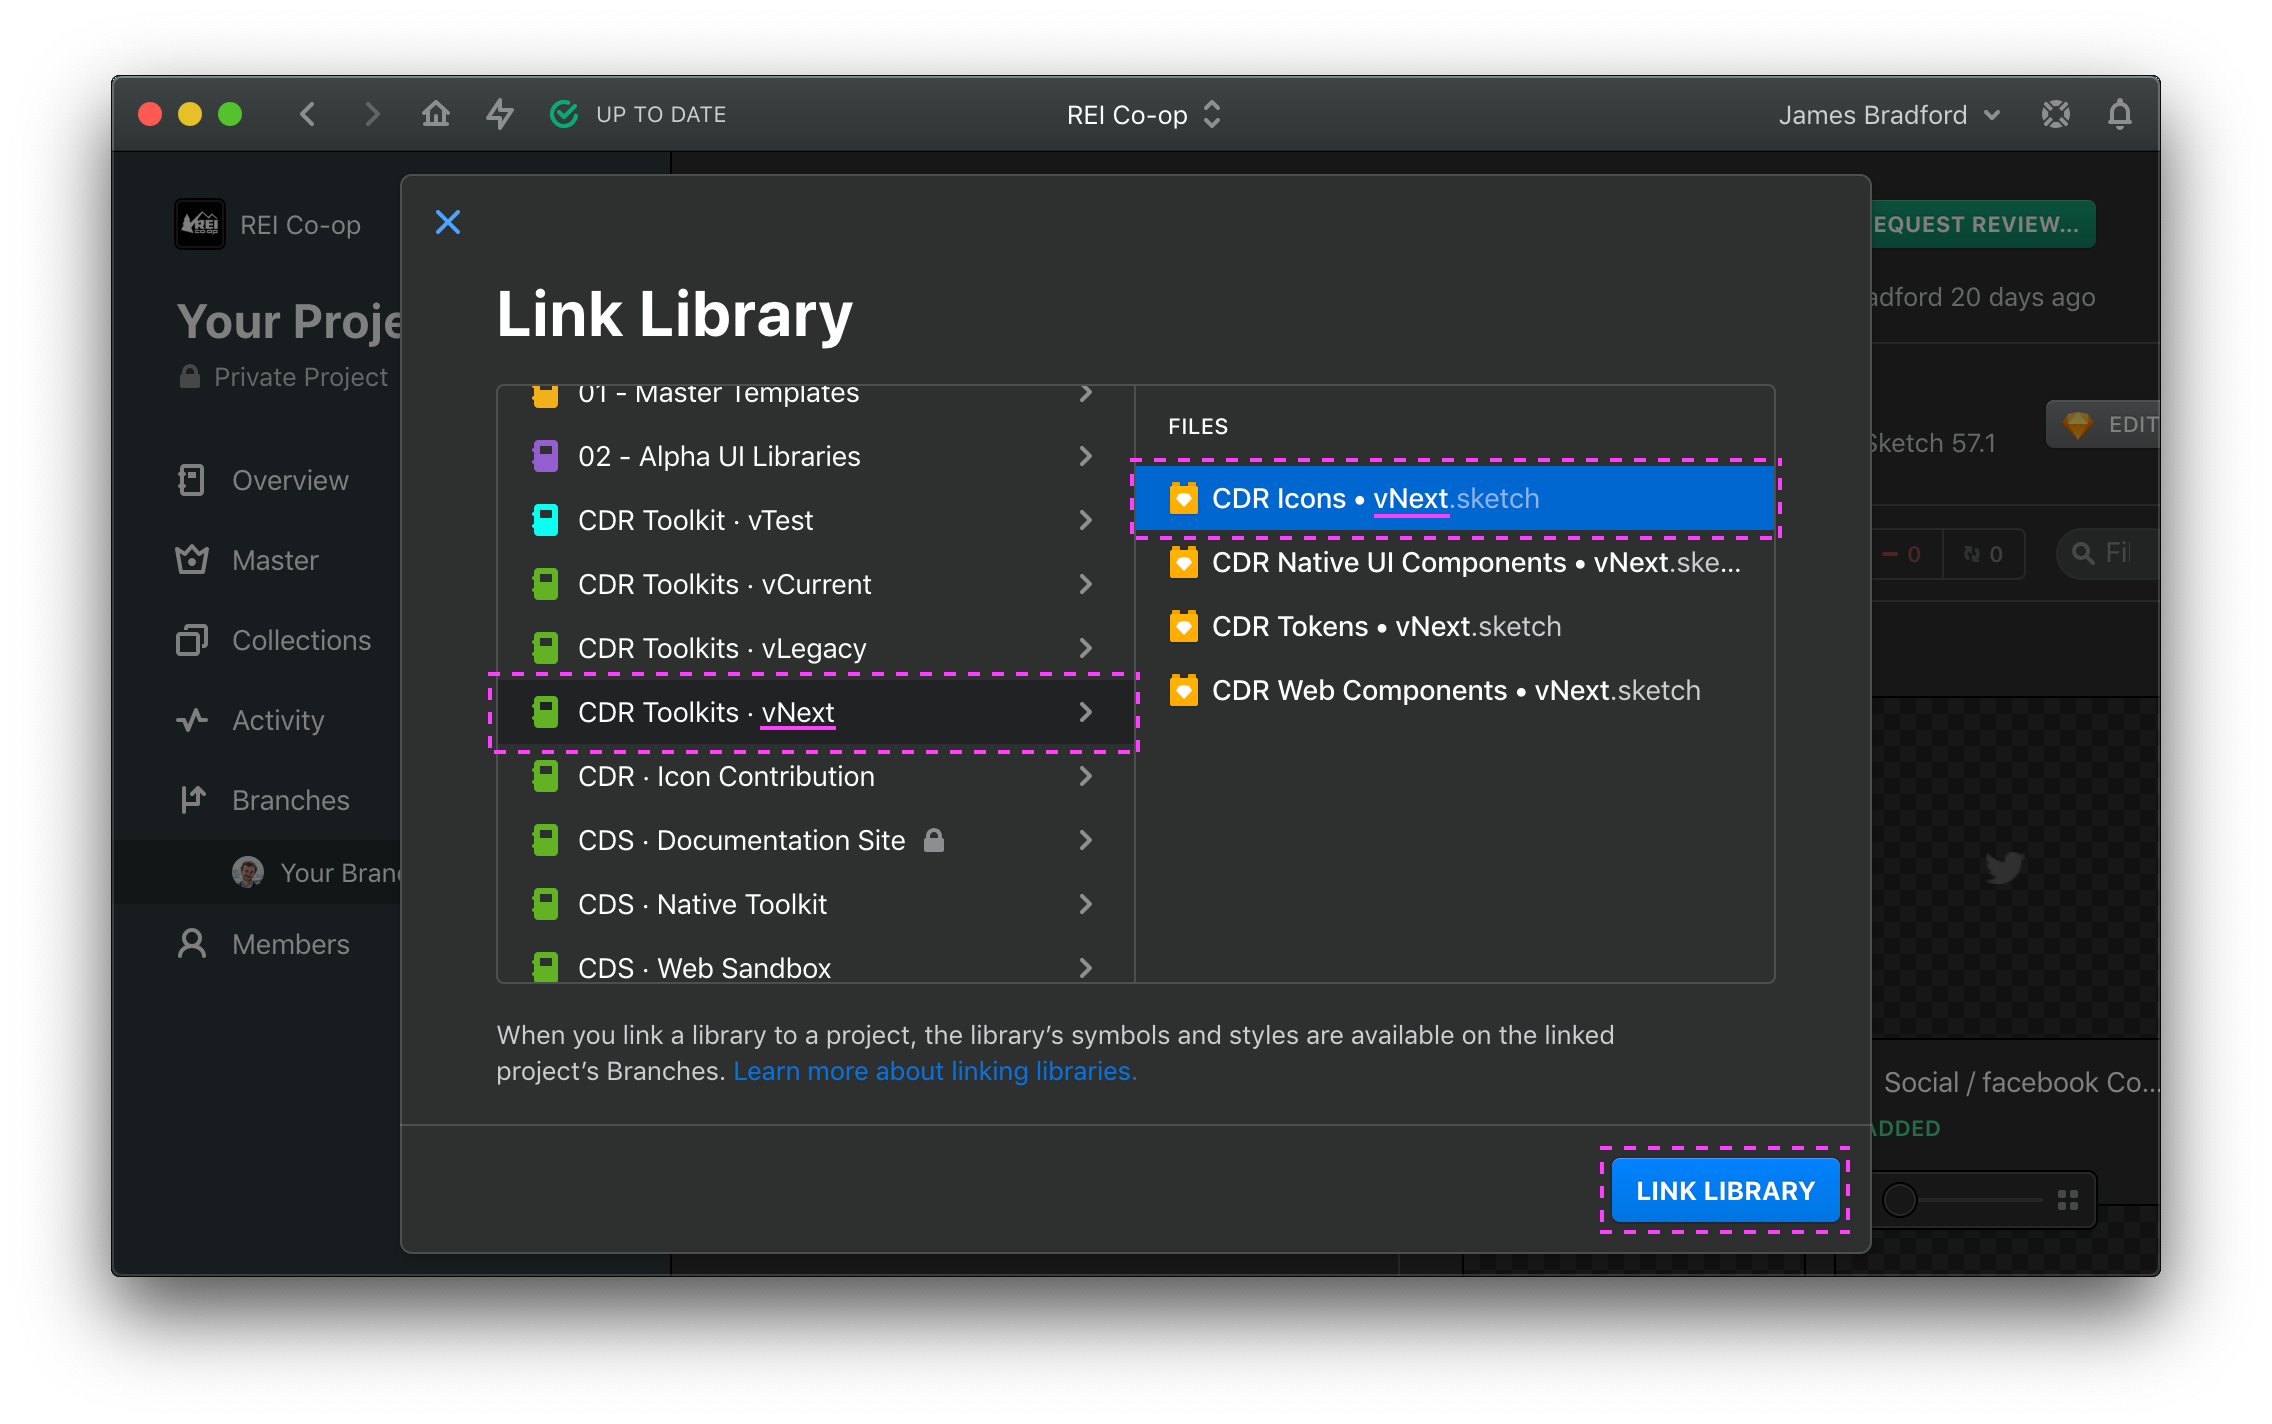 UP TO DATE
REI Co-op
James Bradford
REI
REI Co-op
Your Proje
Private Project
Overview
Master
Collections
Activity
Branches
Your Bran
Members
EQUEST REVIEW...
adford 20 days ago
Sketch 57.1
EDIT
0
0
Fil
Social / facebook Co...
ADDED
Link Library
01 - Master Templates
02 - Alpha UI Libraries
CDR Toolkit · vTest
CDR Toolkits · vCurrent
CDR Toolkits · vLegacy
CDR Toolkits · vNext
CDR · Icon Contribution
CDS · Documentation Site
CDS · Native Toolkit
CDS · Web Sandbox
FILES
CDR Icons • vNext.sketch
CDR Native UI Components • vNext.ske...
CDR Tokens • vNext.sketch
CDR Web Components • vNext.sketch
When you link a library to a project, the library’s symbols and styles are available on the linked
project’s Branches. Learn more about linking libraries.
LINK LIBRARY